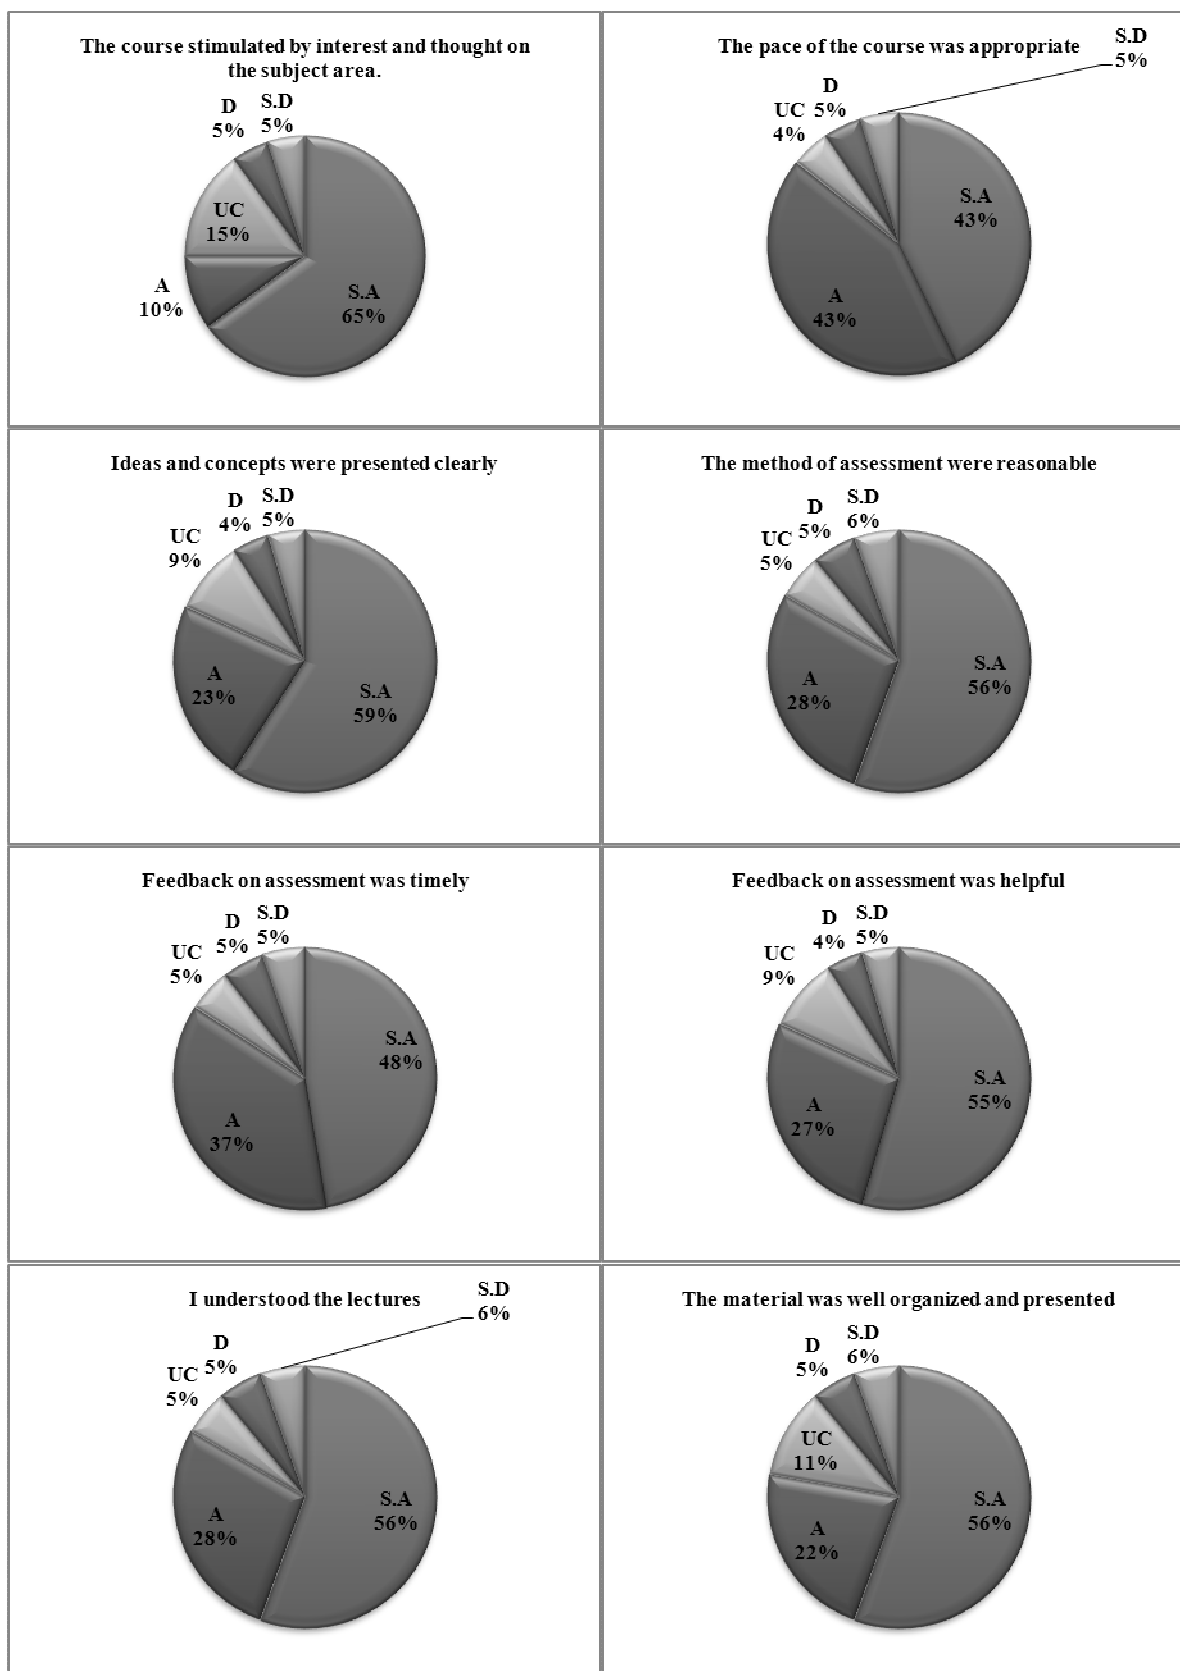 The course stimulated by interest and thought on
the subject area.
D
5%
S.D
5%
UC
15%
A
10%
S.A
65%
The pace of the course was appropriate
S.D
5%
D
5%
UC
4%
S.A
43%
A
43%
Ideas and concepts were presented clearly
D
4%
S.D
5%
UC
9%
A
23%
S.A
59%
The method of assessment were reasonable
D
5%
S.D
6%
UC
5%
A
28%
S.A
56%
Feedback on assessment was timely
D
5%
S.D
5%
UC
5%
S.A
48%
A
37%
Feedback on assessment was helpful
D
4%
S.D
5%
UC
9%
S.A
55%
A
27%
I understood the lectures
S.D
6%
D
5%
UC
5%
S.A
56%
A
28%
The material was well organized and presented
D
5%
S.D
6%
UC
11%
S.A
56%
A
22%